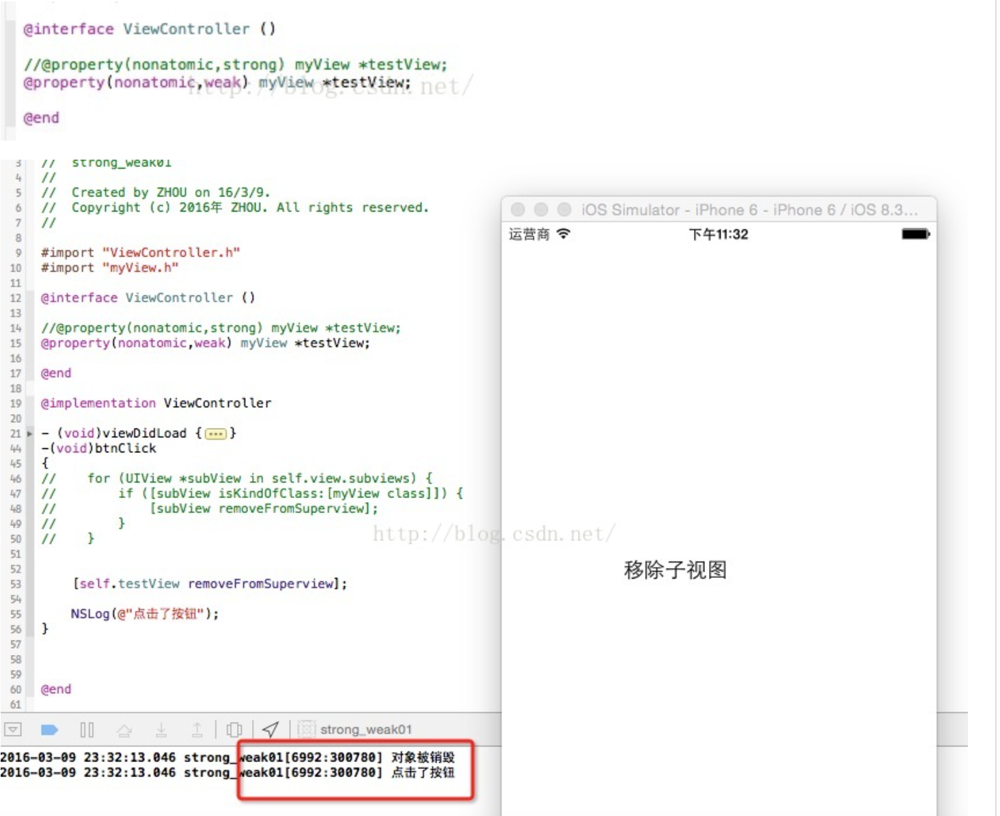 @interface ViewController ()
//@property(nonatomic,strong) myView *testView;
@property(nonatomic,weak) myView *testView;
http://blog.csdn.net/
@end
3 // strong_weak01
4 //
5 // Created by ZHOU on 16/3/9.
6 // Copyright (c) 2016年 ZHOU. All rights reserved.
7 //
8
9 #import "ViewController.h"
10 #import "myView.h"
11
12 @interface ViewController ()
13
14 //@property(nonatomic,strong) myView *testView;
15 @property(nonatomic,weak) myView *testView;
16
17 @end
18
19 @implementation ViewController
20
21 - (void)viewDidLoad {...}
44 -(void)btnClick
45 {
46 // for (UIView *subView in self.view.subviews) {
47 // if ([subView isKindOfClass:[myView class]]) {
48 // [subView removeFromSuperview];
49 // }
50 // }
51
52
53 [self.testView removeFromSuperview];
54
55 NSLog(@"点击了按钮");
56 }
57
58
59
60 @end
61
iOS Simulator - iPhone 6 - iPhone 6 / iOS 8.3...
运营商 下午11:32
http://blog.csdn.net/
移除子视图
strong_weak01
2016-03-09 23:32:13.046 strong_weak01[6992:300780] 对象被销毁
2016-03-09 23:32:13.046 strong_weak01[6992:300780] 点击了按钮